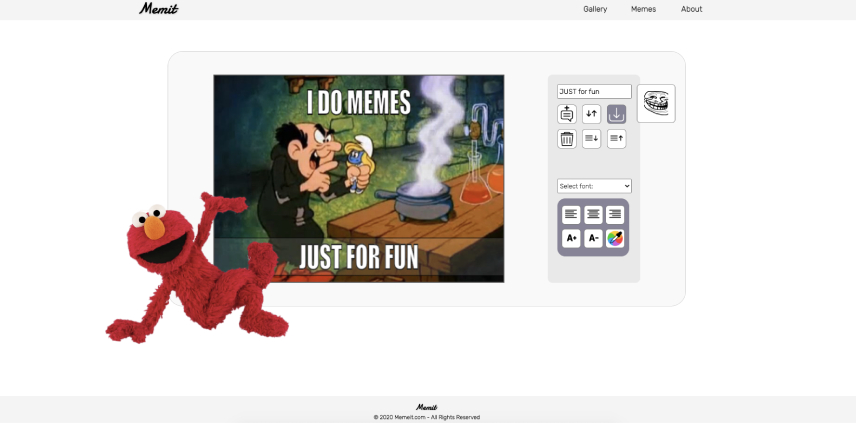 Memit
Gallery Memes About
I DO MEMES
JUST FOR FUN
JUST for fun
Select font:
A+ A-
Memit
© 2020 Memeit.com - All Rights Reserved